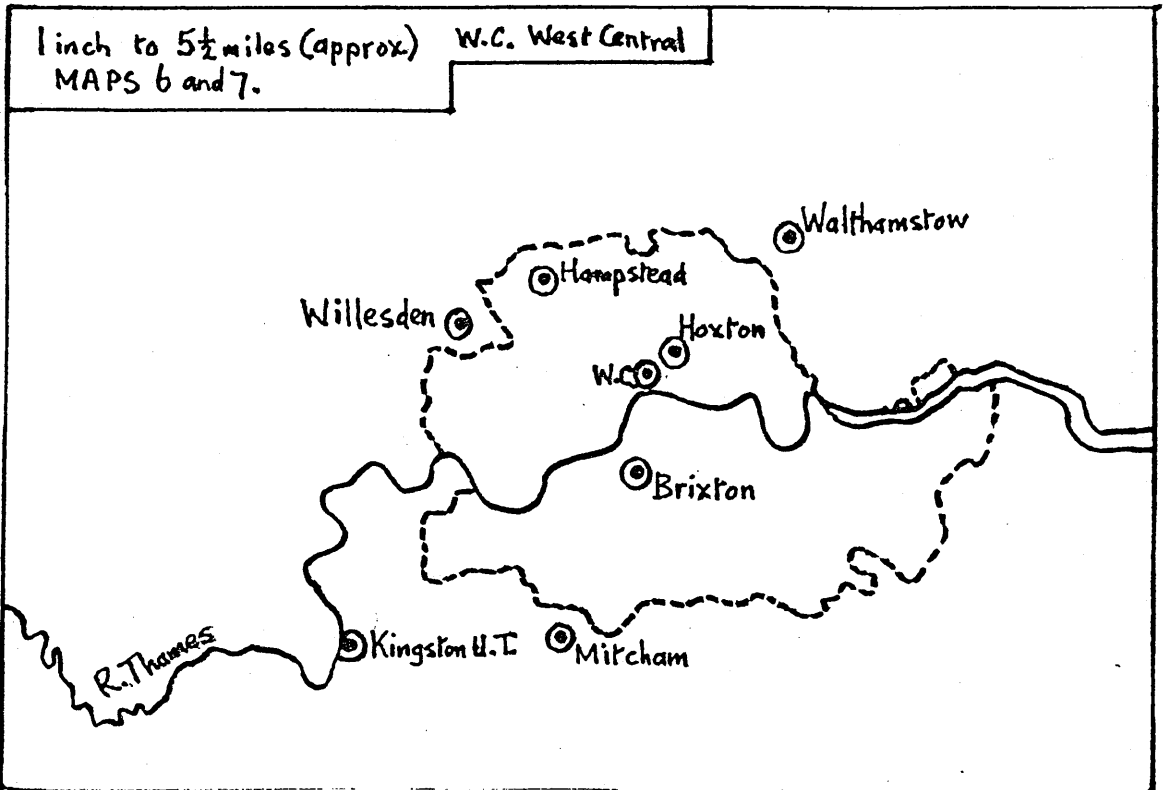 1 inch to 5½ miles (approx.)
MAPS 6 and 7.
W.C. West Central
Walthamstow
Hampstead
Willesden
Hoxton
W.C
Brixton
R. Thames
Kingston U.T.
Mitcham